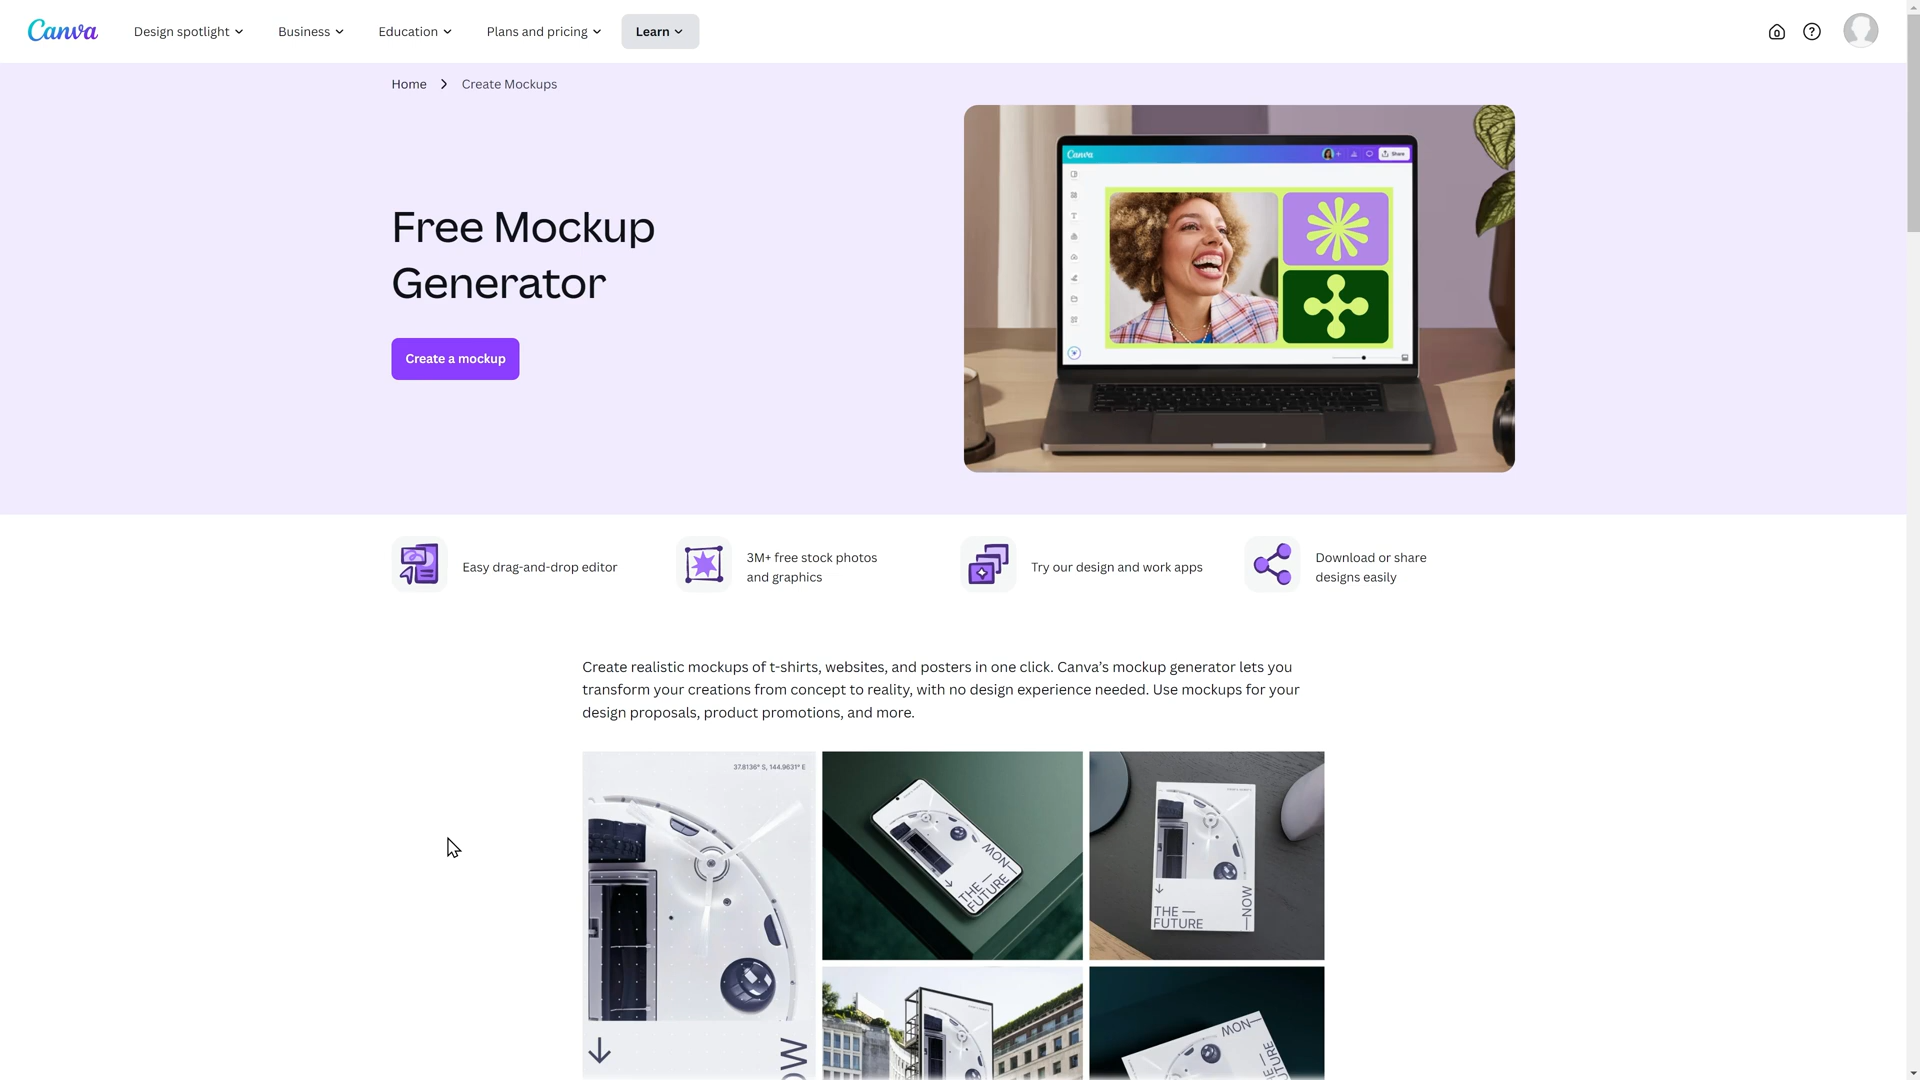 Canva
Design spotlight
Business
Education
Plans and pricing
Learn
Home
Create Mockups
Free Mockup
Generator
Create a mockup
Canva
Share
Easy drag-and-drop editor
3M+ free stock photos
and graphics
Try our design and work apps
Download or share
designs easily
Create realistic mockups of t-shirts, websites, and posters in one click. Canva’s mockup generator lets you
transform your creations from concept to reality, with no design experience needed. Use mockups for your
design proposals, product promotions, and more.
37.8136° S, 144.9631° E
NOW
THE —
FUTURE
—NOW
THE —
FUTURE
—NOW
NOW—